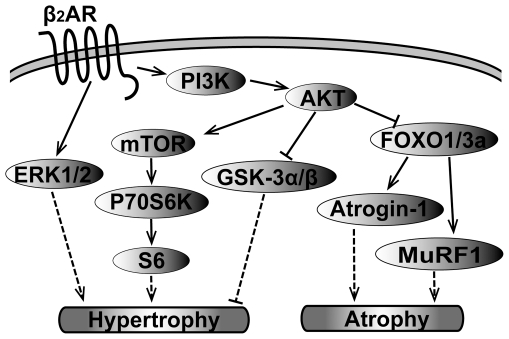 β₂AR
PI3K
AKT
mTOR
FOXO1/3a
ERK1/2
GSK-3α/β
P70S6K
Atrogin-1
S6
MuRF1
Hypertrophy
Atrophy